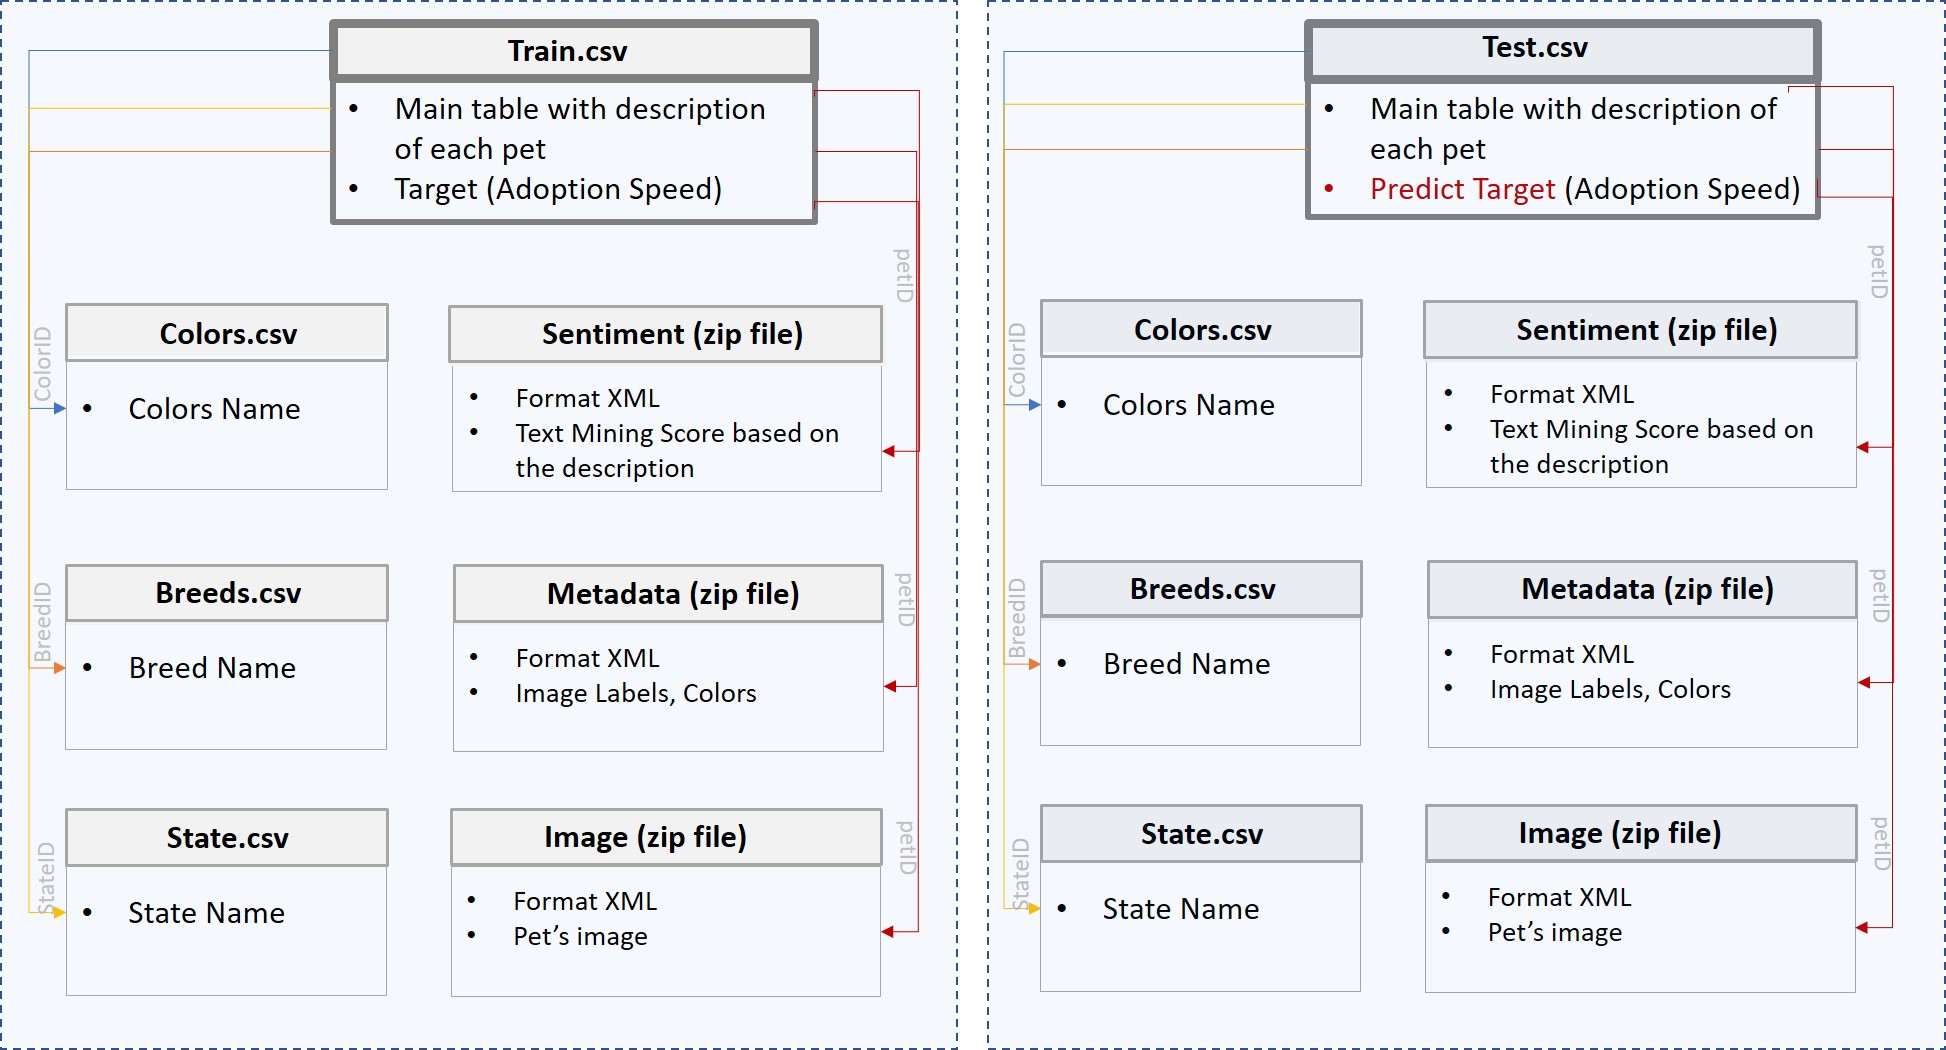 Train.csv
• Main table with description
of each pet
• Target (Adoption Speed)
petID
ColorID
Colors.csv
• Colors Name
Sentiment (zip file)
• Format XML
• Text Mining Score based on
the description
BreedID
Breeds.csv
• Breed Name
Metadata (zip file)
• Format XML
• Image Labels, Colors
petID
StateID
State.csv
• State Name
Image (zip file)
• Format XML
• Pet’s image
petID
Test.csv
• Main table with description of
each pet
• Predict Target (Adoption Speed)
petID
ColorID
Colors.csv
• Colors Name
Sentiment (zip file)
• Format XML
• Text Mining Score based on
the description
BreedID
Breeds.csv
• Breed Name
Metadata (zip file)
• Format XML
• Image Labels, Colors
petID
StateID
State.csv
• State Name
Image (zip file)
• Format XML
• Pet’s image
petID